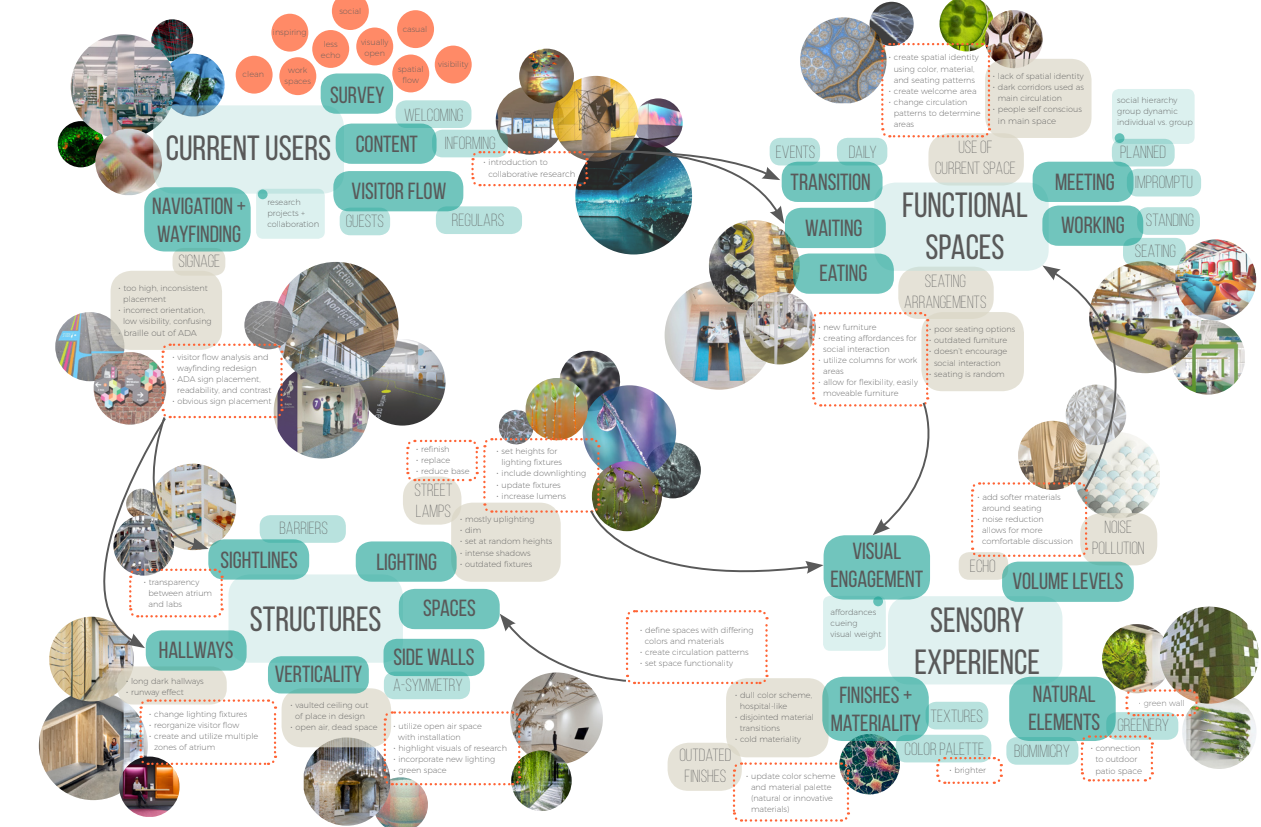 social
inspiring
casual
less
echo
visually
open
clean
work
spaces
spatial
flow
visibility
SURVEY
WELCOMING
CURRENT USERS
CONTENT
INFORMING
• introduction to
collaborative research
VISITOR FLOW
GUESTS
REGULARS
NAVIGATION +
WAYFINDING
research
projects +
collaboration
SIGNAGE
• too high, inconsistent
placement
• incorrect orientation,
low visibility, confusing
• braille out of ADA
• visitor flow analysis and
wayfinding redesign
• ADA sign placement,
readability, and contrast
• obvious sign placement
Fiction
Nonfiction
7
• create spatial identity
using color, material,
and seating patterns
• create welcome area
• change circulation
patterns to determine
areas
• lack of spatial identity
• dark corridors used as
main circulation
• people self conscious
in main space
social hierarchy
group dynamic
individual vs. group
EVENTS
DAILY
USE OF
CURRENT SPACE
PLANNED
TRANSITION
MEETING
IMPROMPTU
FUNCTIONAL
SPACES
WAITING
WORKING
STANDING
SEATING
EATING
SEATING
ARRANGEMENTS
• new furniture
• creating affordances for
social interaction
• utilize columns for work
areas
• allow for flexibility, easily
moveable furniture
• poor seating options
• outdated furniture
doesn't encourage
social interaction
• seating is random
• refinish
• replace
• reduce base
• set heights for
lighting fixtures
• include downlighting
• update fixtures
• increase lumens
STREET
LAMPS
• mostly uplighting
• dim
• set at random heights
• intense shadows
• outdated fixtures
BARRIERS
SIGHTLINES
LIGHTING
• transparency
between atrium
and labs
STRUCTURES
SPACES
HALLWAYS
SIDE WALLS
VERTICALITY
A-SYMMETRY
• long dark hallways
• runway effect
• vaulted ceiling out
of place in design
• open air, dead space
• change lighting fixtures
• reorganize visitor flow
• create and utilize multiple
zones of atrium
• utilize open air space
with installation
• highlight visuals of research
• incorporate new lighting
• green space
• define spaces with differing
colors and materials
• create circulation patterns
• set space functionality
• add softer materials
around seating
• noise reduction
allows for more
comfortable discussion
NOISE
POLLUTION
ECHO
VISUAL
ENGAGEMENT
VOLUME LEVELS
affordances
cueing
visual weight
SENSORY
EXPERIENCE
• dull color scheme,
hospital-like
• disjointed material
transitions
• cold materiality
FINISHES +
MATERIALITY
TEXTURES
COLOR PALETTE
• brighter
OUTDATED
FINISHES
• update color scheme
and material palette
(natural or innovative
materials)
NATURAL
ELEMENTS
• green wall
GREENERY
BIOMIMICRY
• connection
to outdoor
patio space